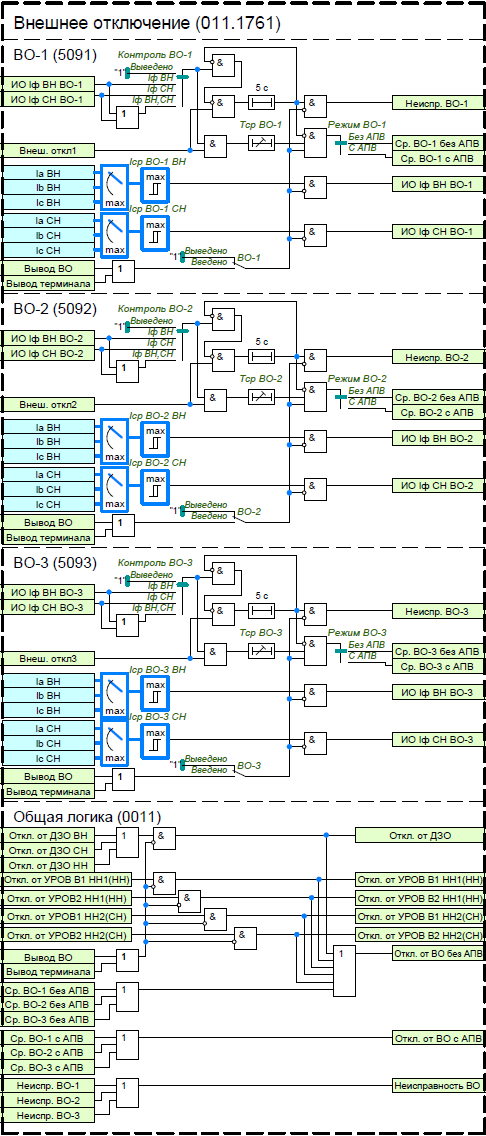 Внешнее отключение (011.1761)
ВО-1 (5091)
Контроль ВО-1
"1"
Выведено
Iф ВН
Iф СН
Iф ВН,СН
&
ИО Iф ВН ВО-1
ИО Iф СН ВО-1
1
&
5 с
&
Неиспр. ВО-1
Внеш. откл1
&
Тср ВО-1
&
Режим ВО-1
Без АПВ
С АПВ
Ср. ВО-1 без АПВ
Ср. ВО-1 с АПВ
Iср ВО-1 ВН
Ia ВН
Ib ВН
Ic ВН
max
max
&
ИО Iф ВН ВО-1
Iср ВО-1 СН
Ia СН
Ib СН
Ic СН
max
max
&
ИО Iф СН ВО-1
"1"
Выведено
Введено
ВО-1
Вывод ВО
Вывод терминала
1
ВО-2 (5092)
Контроль ВО-2
"1"
Выведено
Iф ВН
Iф СН
Iф ВН,СН
&
ИО Iф ВН ВО-2
ИО Iф СН ВО-2
1
&
5 с
&
Неиспр. ВО-2
Внеш. откл2
&
Тср ВО-2
&
Режим ВО-2
Без АПВ
С АПВ
Ср. ВО-2 без АПВ
Ср. ВО-2 с АПВ
Iср ВО-2 ВН
Ia ВН
Ib ВН
Ic ВН
max
max
&
ИО Iф ВН ВО-2
Iср ВО-2 СН
Ia СН
Ib СН
Ic СН
max
max
&
ИО Iф СН ВО-2
"1"
Выведено
Введено
ВО-2
Вывод ВО
Вывод терминала
1
ВО-3 (5093)
Контроль ВО-3
"1"
Выведено
Iф ВН
Iф СН
Iф ВН,СН
&
ИО Iф ВН ВО-3
ИО Iф СН ВО-3
1
&
5 с
&
Неиспр. ВО-3
Внеш. откл3
&
Тср ВО-3
&
Режим ВО-3
Без АПВ
С АПВ
Ср. ВО-3 без АПВ
Ср. ВО-3 с АПВ
Iср ВО-3 ВН
Ia ВН
Ib ВН
Ic ВН
max
max
&
ИО Iф ВН ВО-3
Iср ВО-3 СН
Ia СН
Ib СН
Ic СН
max
max
&
ИО Iф СН ВО-3
"1"
Выведено
Введено
ВО-3
Вывод ВО
Вывод терминала
1
Общая логика (0011)
Откл. от ДЗО ВН
Откл. от ДЗО СН
Откл. от ДЗО НН
1
&
Откл. от ДЗО
Откл. от УРОВ В1 НН1(НН)
&
Откл. от УРОВ В1 НН1(НН)
Откл. от УРОВ2 НН1(НН)
&
Откл. от УРОВ В2 НН1(НН)
Откл. от УРОВ1 НН2(СН)
&
Откл. от УРОВ В1 НН2(СН)
Откл. от УРОВ2 НН2(СН)
&
Откл. от УРОВ В2 НН2(СН)
Вывод ВО
Вывод терминала
1
1
Откл. от ВО без АПВ
Ср. ВО-1 без АПВ
Ср. ВО-2 без АПВ
Ср. ВО-3 без АПВ
1
Ср. ВО-1 с АПВ
Ср. ВО-2 с АПВ
Ср. ВО-3 с АПВ
1
Откл. от ВО с АПВ
Неиспр. ВО-1
Неиспр. ВО-2
Неиспр. ВО-3
1
Неисправность ВО